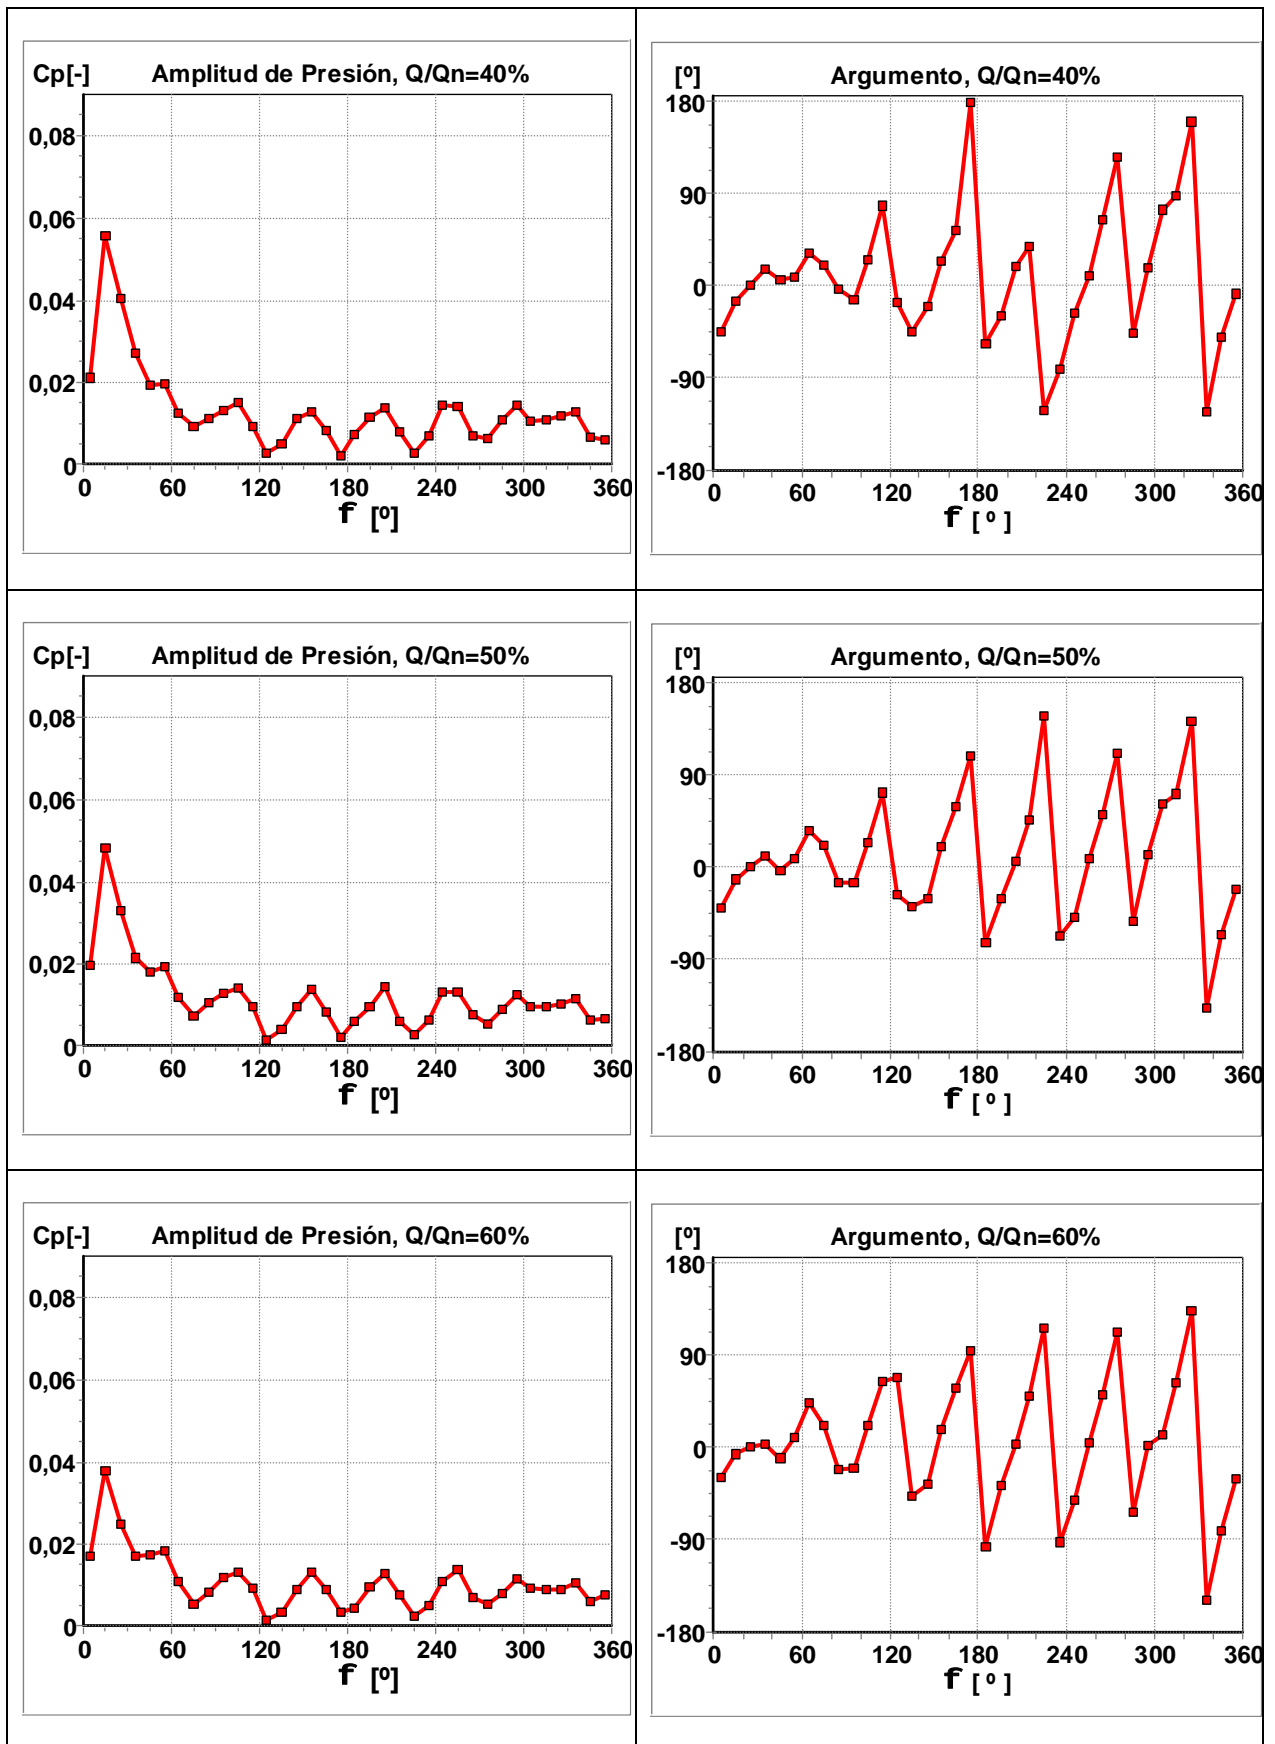 Cp[-] Amplitud de Presión, Q/Qn=40%
0,08
0,06
0,04
0,02
0
0 60 120 180 240 300 360
f [º]
[º] Argumento, Q/Qn=40%
180
90
0
-90
-180
0 60 120 180 240 300 360
f [ º ]
Cp[-] Amplitud de Presión, Q/Qn=50%
0,08
0,06
0,04
0,02
0
0 60 120 180 240 300 360
f [º]
[º] Argumento, Q/Qn=50%
180
90
0
-90
-180
0 60 120 180 240 300 360
f [ º ]
Cp[-] Amplitud de Presión, Q/Qn=60%
0,08
0,06
0,04
0,02
0
0 60 120 180 240 300 360
f [º]
[º] Argumento, Q/Qn=60%
180
90
0
-90
-180
0 60 120 180 240 300 360
f [ º ]